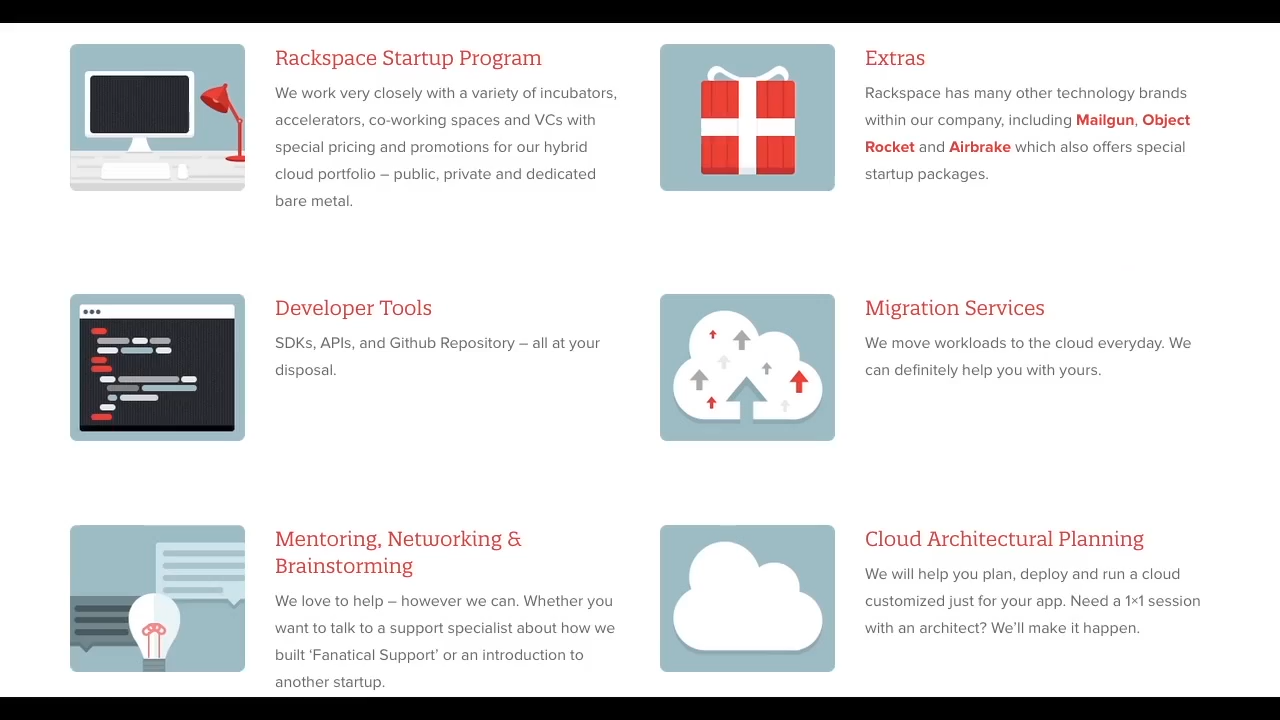 Rackspace Startup Program
We work very closely with a variety of incubators,
accelerators, co-working spaces and VCs with
special pricing and promotions for our hybrid
cloud portfolio – public, private and dedicated
bare metal.
Extras
Rackspace has many other technology brands
within our company, including Mailgun, Object
Rocket and Airbrake which also offers special
startup packages.
Developer Tools
SDKs, APIs, and Github Repository – all at your
disposal.
Migration Services
We move workloads to the cloud everyday. We
can definitely help you with yours.
Mentoring, Networking &
Brainstorming
We love to help – however we can. Whether you
want to talk to a support specialist about how we
built ‘Fanatical Support’ or an introduction to
another startup.
Cloud Architectural Planning
We will help you plan, deploy and run a cloud
customized just for your app. Need a 1×1 session
with an architect? We’ll make it happen.